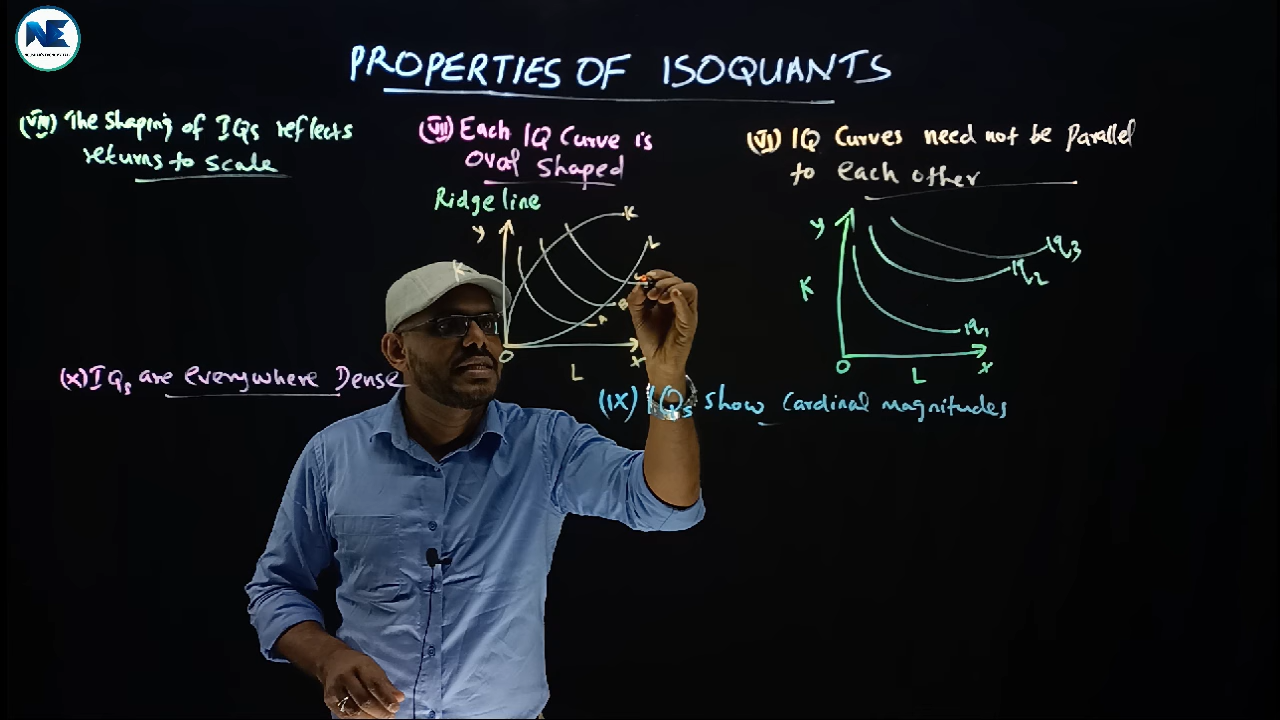 NE
PROPERTIES OF ISOQUANTS
(VIII) The Shaping of IQs reflects
returns to Scale
(VII) Each IQ Curve is
Oval Shaped
Ridge line
y
K
L
K
A
B
O
X
L
(VI) IQ Curves need not be Parallel
to each other
y
K
IQ3
IQ2
IQ1
O
X
L
(X) IQs are everywhere Dense
(IX) IQs Show Cardinal magnitudes